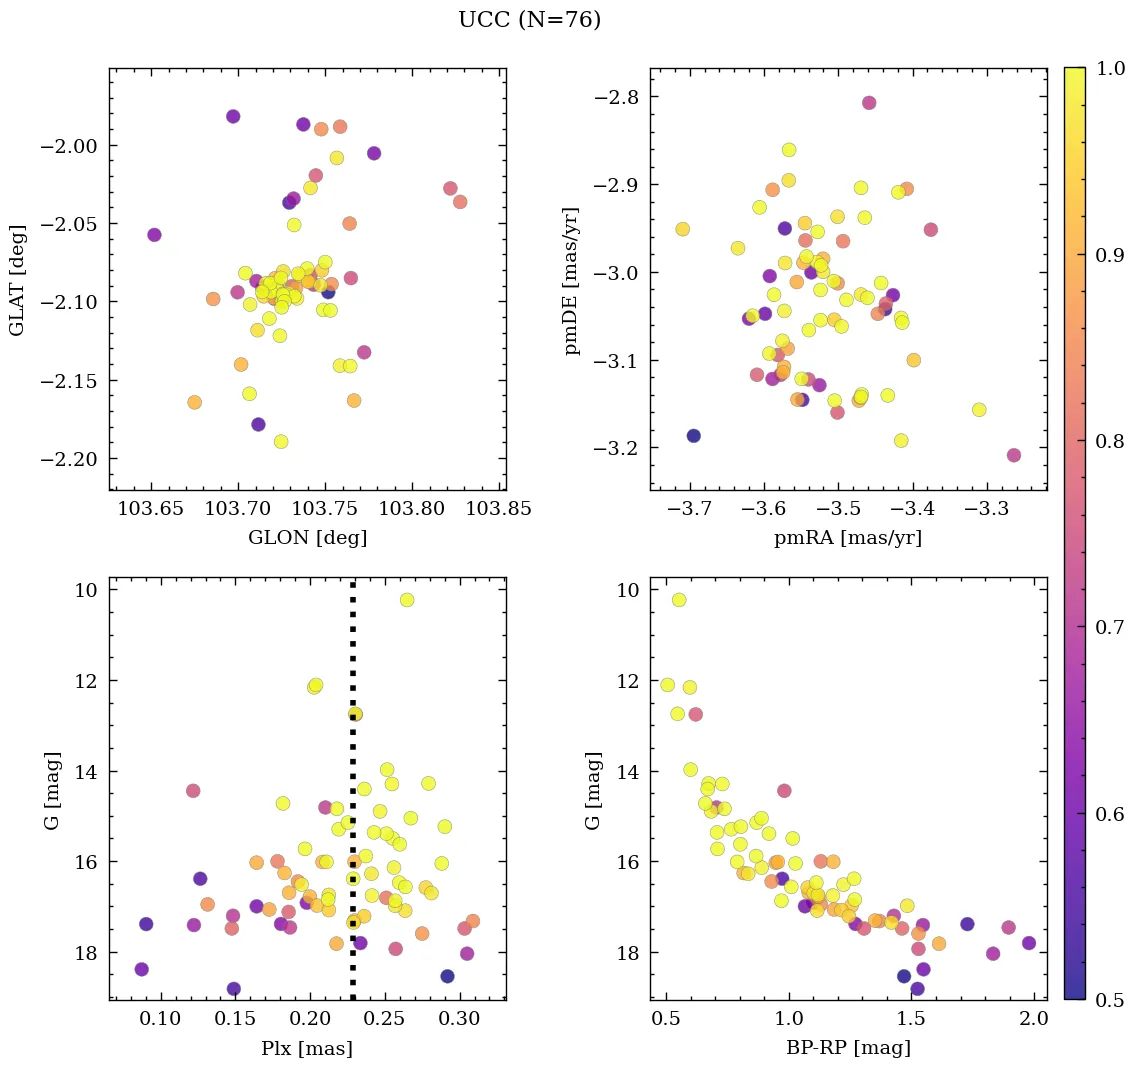 UCC (N=76)
−2.00
−2.05
−2.10
−2.15
−2.20
GLAT [deg]
103.65 103.70 103.75 103.80 103.85
GLON [deg]
−2.8
−2.9
−3.0
−3.1
−3.2
pmDE [mas/yr]
−3.7 −3.6 −3.5 −3.4 −3.3
pmRA [mas/yr]
10
12
14
16
18
G [mag]
0.10 0.15 0.20 0.25 0.30
Plx [mas]
10
12
14
16
18
G [mag]
0.5 1.0 1.5 2.0
BP-RP [mag]
1.0
0.9
0.8
0.7
0.6
0.5